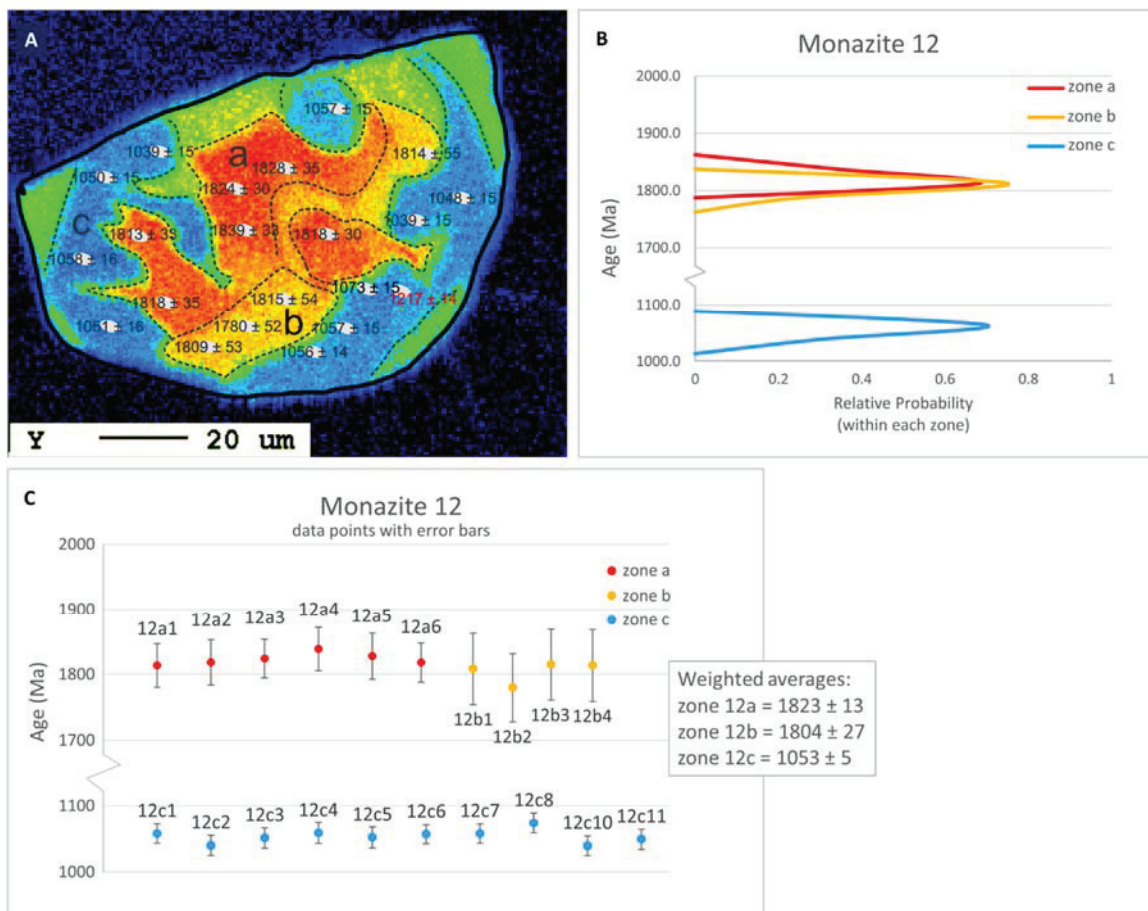 A
1057 ± 15
1039 ± 15
a
1828 ± 35
1814 ± 55
1050 ± 15
1824 ± 30
1048 ± 15
c
1813 ± 33
1839 ± 33
1818 ± 30
1039 ± 15
1058 ± 16
1073 ± 15
1217 ± 14
1818 ± 35
1815 ± 54
1051 ± 16
1780 ± 52
b
1057 ± 15
1809 ± 53
1056 ± 14
Y
20 um
B
Monazite 12
2000.0
1900.0
1800.0
1700.0
1100.0
1000.0
Age (Ma)
zone a
zone b
zone c
0
0.2
0.4
0.6
0.8
1
Relative Probability
(within each zone)
C
Monazite 12
data points with error bars
2000
1900
1800
1700
1100
1000
Age (Ma)
zone a
zone b
zone c
12a1
12a2
12a3
12a4
12a5
12a6
12b1
12b2
12b3
12b4
12c1
12c2
12c3
12c4
12c5
12c6
12c7
12c8
12c10
12c11
Weighted averages:
zone 12a = 1823 ± 13
zone 12b = 1804 ± 27
zone 12c = 1053 ± 5